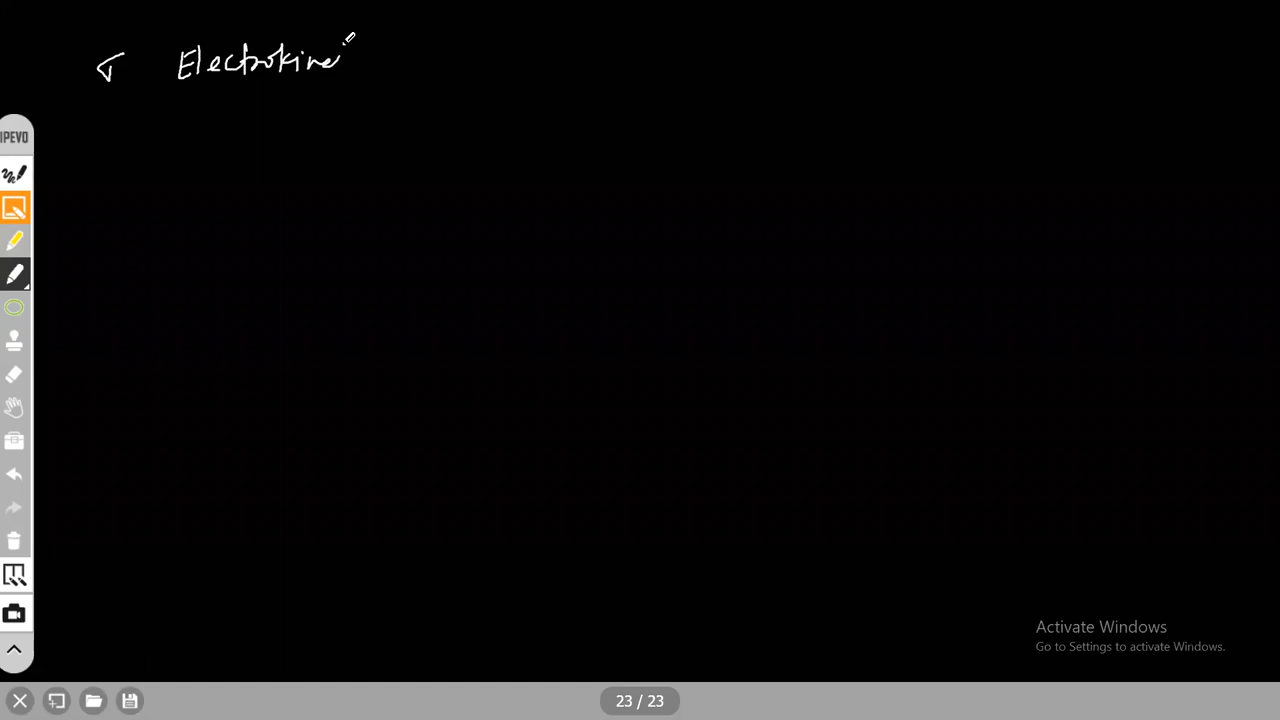 Electrokine
IPEVO
Activate Windows
Go to Settings to activate Windows.
23 / 23